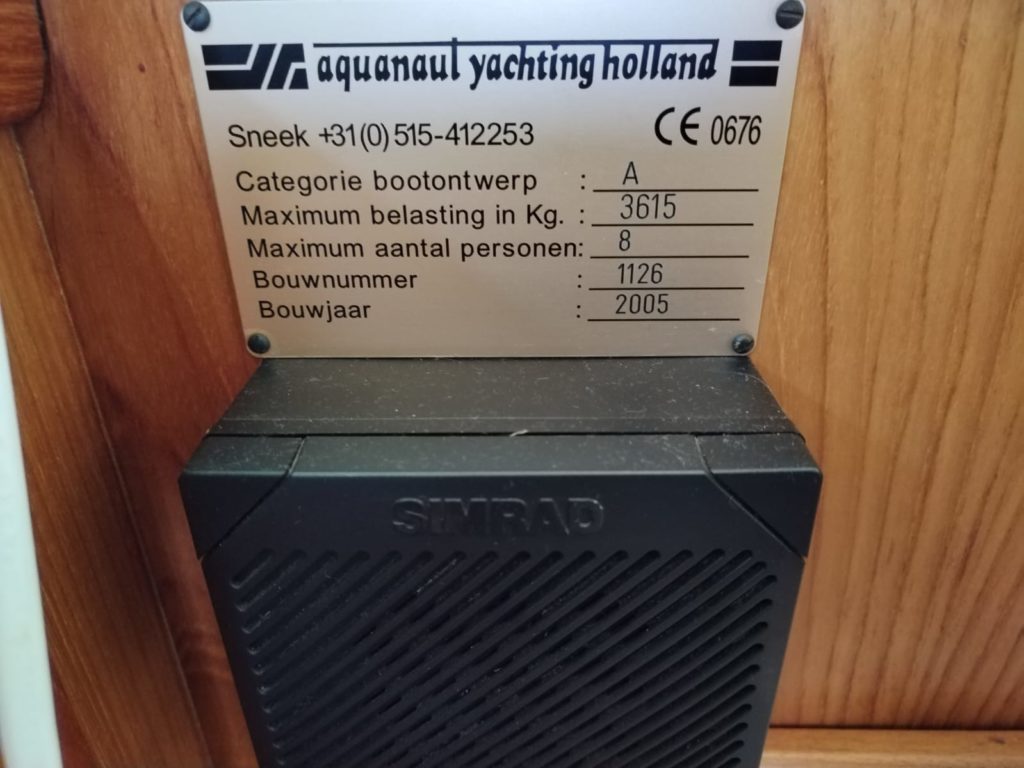 aquanaut yachting holland
Sneek +31(0) 515-412253 CE 0676
Categorie bootontwerp : A
Maximum belasting in Kg. : 3615
Maximum aantal personen: 8
Bouwnummer : 1126
Bouwjaar : 2005
SIMRAD